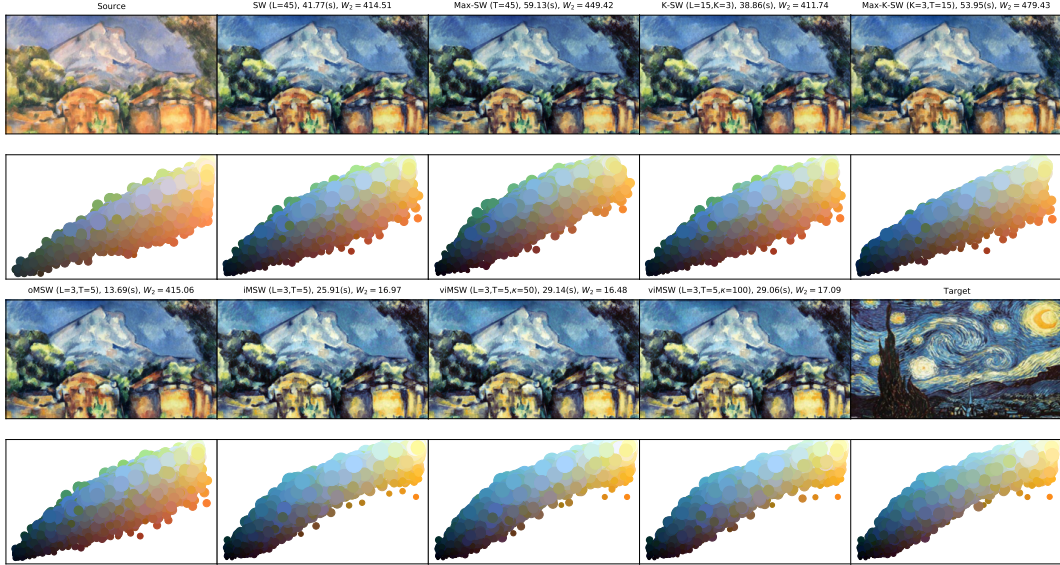 Source
SW (L=45), 41.77(s), W₂ = 414.51
Max-SW (T=45), 59.13(s), W₂ = 449.42
K-SW (L=15,K=3), 38.86(s), W₂ = 411.74
Max-K-SW (K=3,T=15), 53.95(s), W₂ = 479.43
oMSW (L=3,T=5), 13.69(s), W₂ = 415.06
iMSW (L=3,T=5), 25.91(s), W₂ = 16.97
viMSW (L=3,T=5,κ=50), 29.14(s), W₂ = 16.48
viMSW (L=3,T=5,κ=100), 29.06(s), W₂ = 17.09
Target